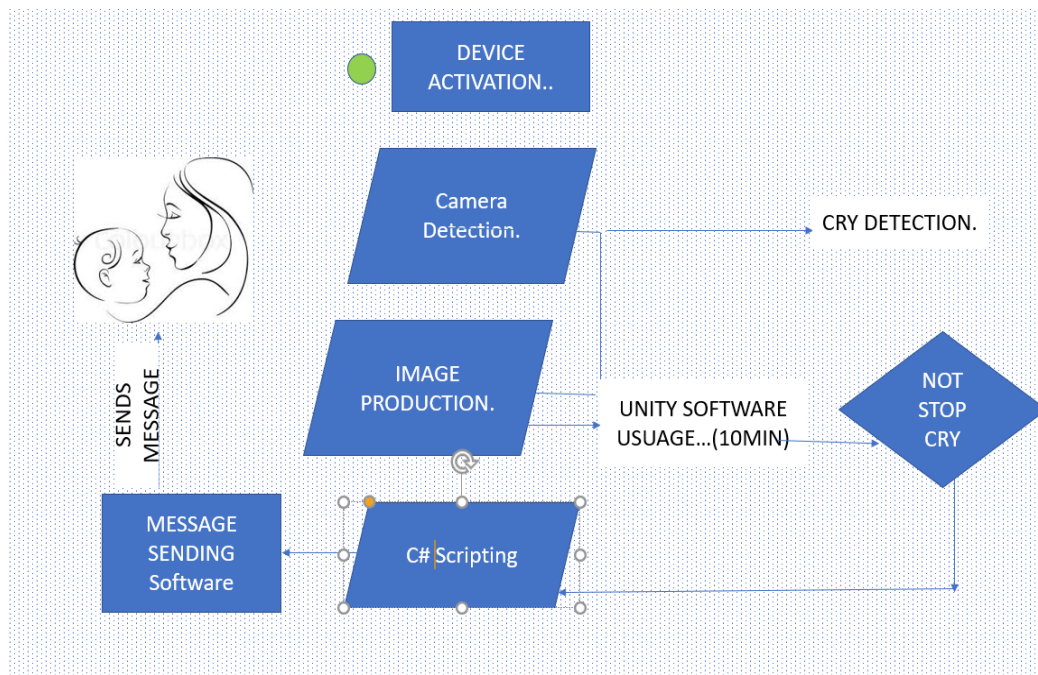 DEVICE
ACTIVATION..
Camera
Detection.
CRY DETECTION.
IMAGE
PRODUCTION.
UNITY SOFTWARE
USUAGE...(10MIN)
NOT
STOP
CRY
SENDS
MESSAGE
MESSAGE
SENDING
Software
C# Scripting